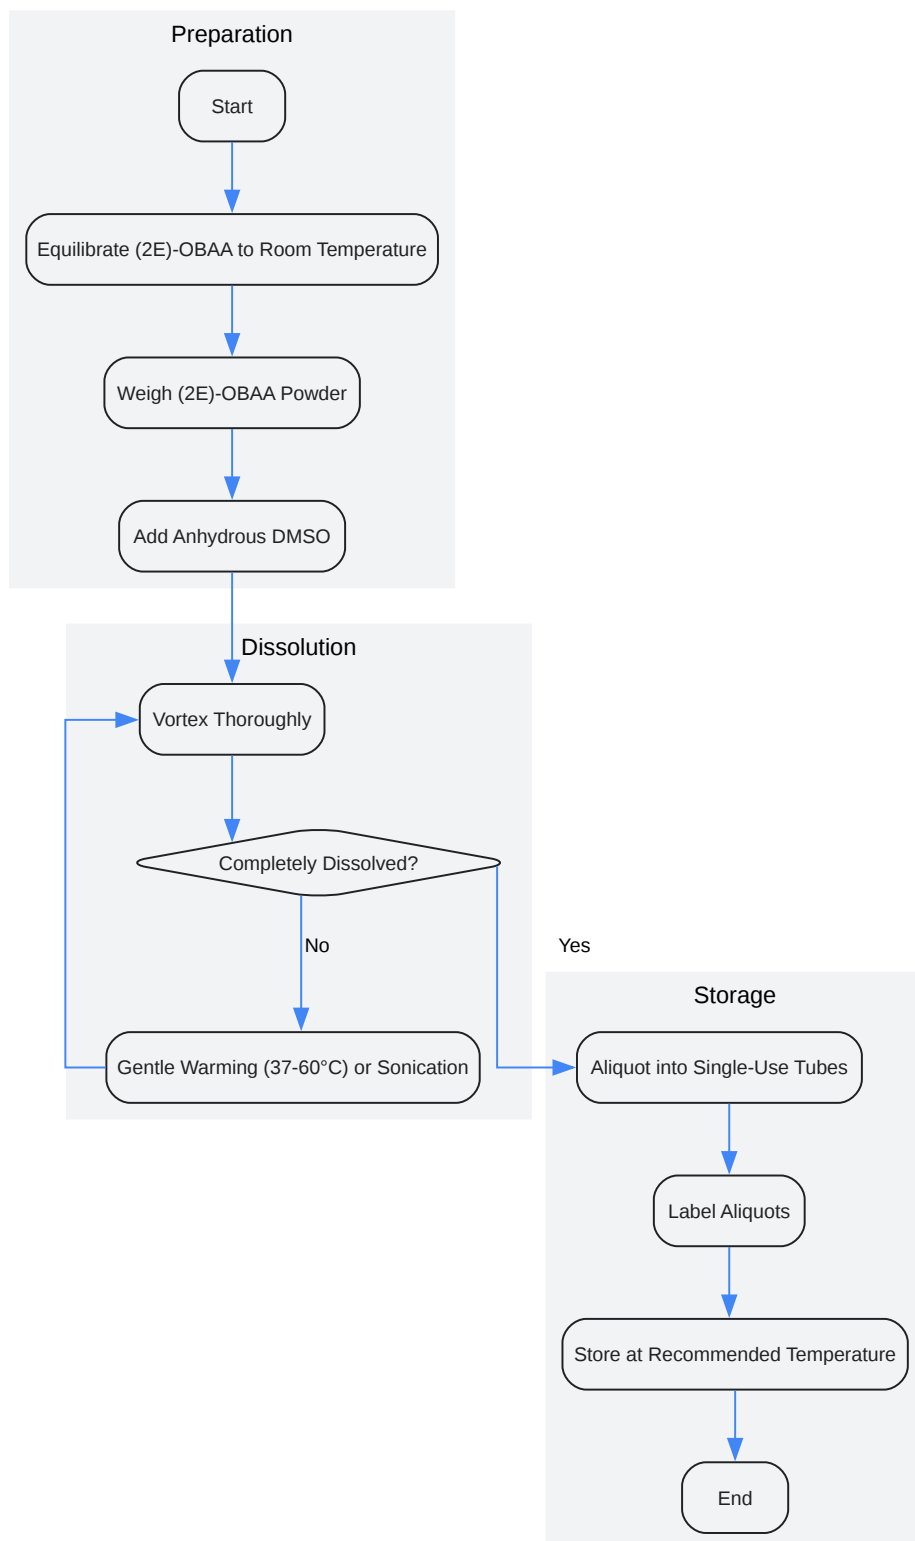 Preparation
Start
Equilibrate (2E)-OBAA to Room Temperature
Weigh (2E)-OBAA Powder
Add Anhydrous DMSO
Dissolution
Vortex Thoroughly
Completely Dissolved?
No
Yes
Gentle Warming (37-60°C) or Sonication
Storage
Aliquot into Single-Use Tubes
Label Aliquots
Store at Recommended Temperature
End